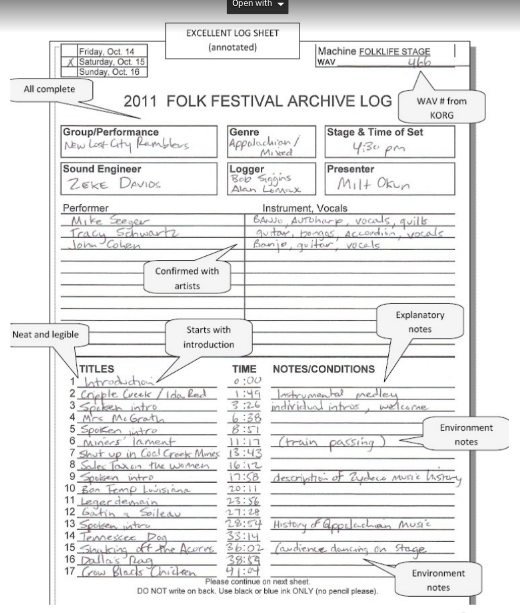 Open with
EXCELLENT LOG SHEET
(annotated)
Friday, Oct. 14
X Saturday, Oct. 15
Sunday, Oct. 16
Machine FOLKLIFE STAGE
WAV 466
All complete
2011 FOLK FESTIVAL ARCHIVE LOG
WAV # from
KORG
Group/Performance
New Lost City Ramblers
Genre
Appalachian /
Mixed
Stage & Time of Set
4:30 pm
Sound Engineer
ZEKE DAVIDS
Logger
Bob Siggins
Alan Lomax
Presenter
Milt Okun
Performer Instrument, Vocals
Mike Seeger BANJO, AUTOharp, vocals, quills
Tracy Schwartz guitar, bongos, accordion, vocals
John Cohen Banjo, guitar, vocals
Confirmed with
artists
Explanatory
notes
Neat and legible
Starts with
introduction
TITLES TIME NOTES/CONDITIONS
1 Introduction 0:00
2 Cripple Creek / Ida Red 1:49 Instrumental medley
3 Spoken intro 3:26 individual intros, welcome
4 Mrs McGrath 6:38
5 Spoken intro 8:51
6 Miners' lament 11:17 (train passing)
7 Shut up in Coal Creek Mines 13:43
8 Sales Tax on the women 16:12
9 Spoken intro 17:58 description of Zydeco music history
10 Bon Temp Louisiana 20:11
11 Legerdemain 23:56
12 Gatin a Soileau 27:28
13 Spoken intro 28:54 History of Appalachian Music
14 Tennessee Dog 33:14
15 Shaking off the Acorns 36:02 (audience dancing on stage
16 Dallas Rag 38:59
17 Crow Black Chicken 41:04
Environment
notes
Environment
notes
Please continue on next sheet.
DO NOT write on back. Use black or blue ink ONLY (no pencil please).